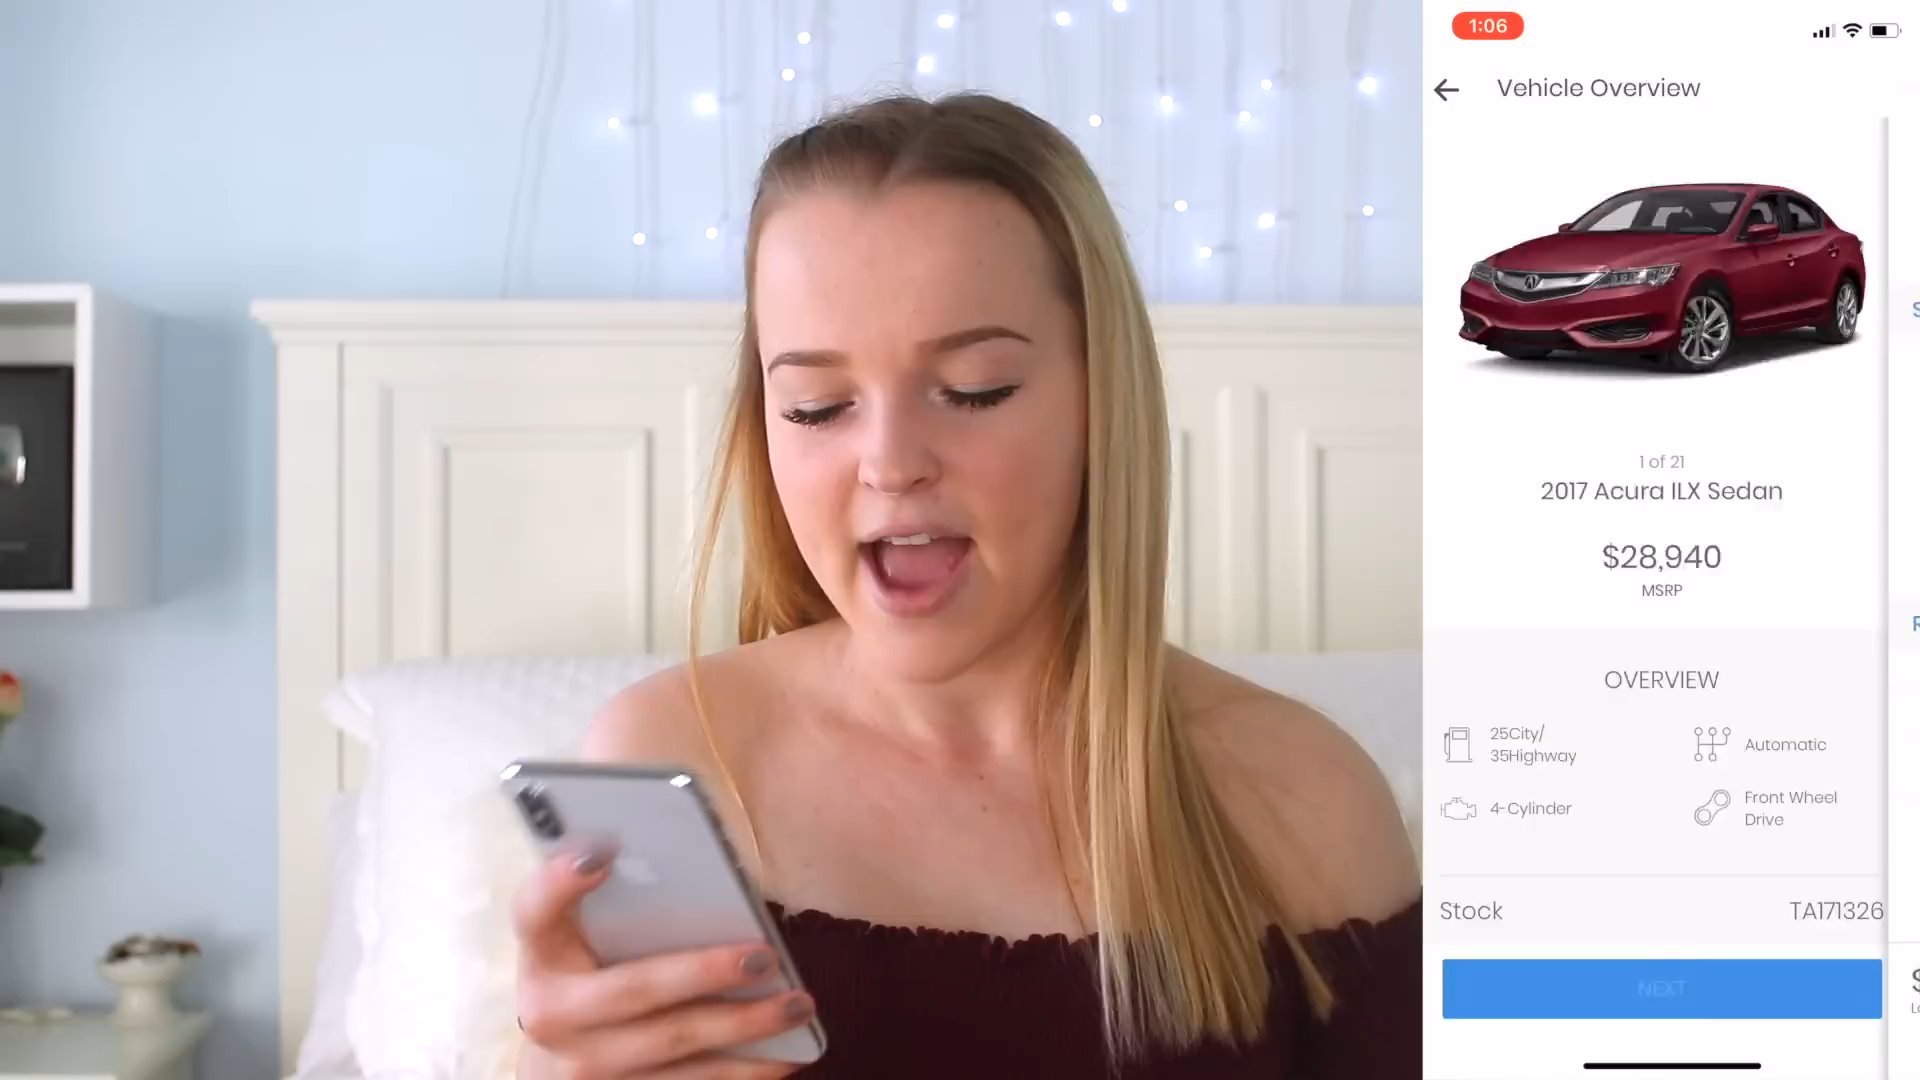 1:06
Vehicle Overview
1 of 21
2017 Acura ILX Sedan
$28,940
MSRP
OVERVIEW
25City/
35Highway
Automatic
4-Cylinder
Front Wheel
Drive
Stock
TA171326
NEXT
S
R
$